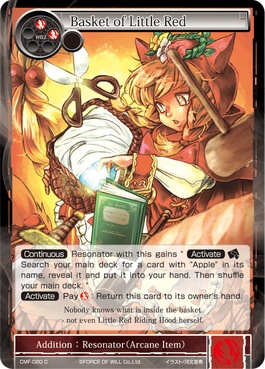 Basket of Little Red
WILL
Continuous Resonator with this gains " Activate :
Search your main deck for a card with "Apple" in its
name, reveal it and put it into your hand. Then shuffle
your main deck.
Activate Pay : Return this card to its owner's hand.
Nobody knows what is inside the basket
not even Little Red Riding Hood herself.
Addition : Resonator(Arcane Item)
CMF-020 C
©FORCE OF WILL Co.,Ltd.